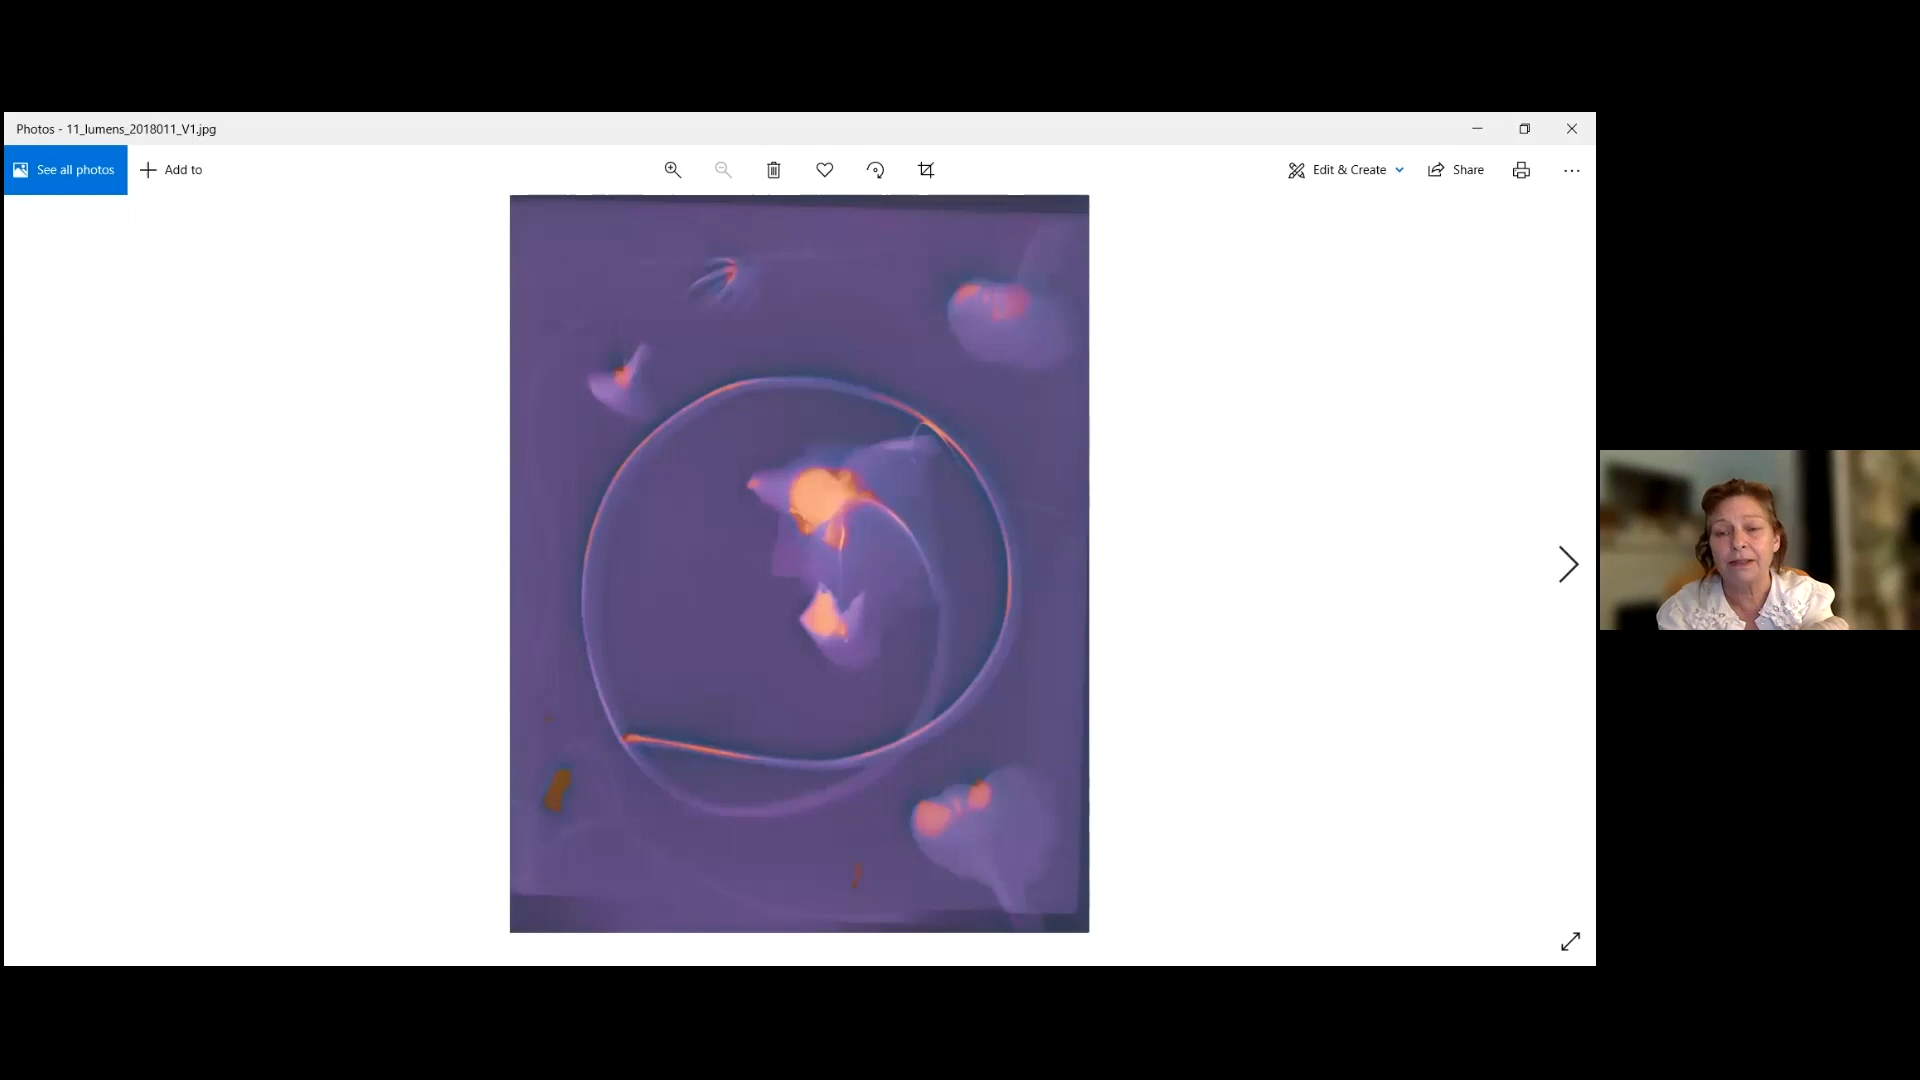 Photos - 11_lumens_2018011_V1.jpg
See all photos
Add to
Edit & Create
Share